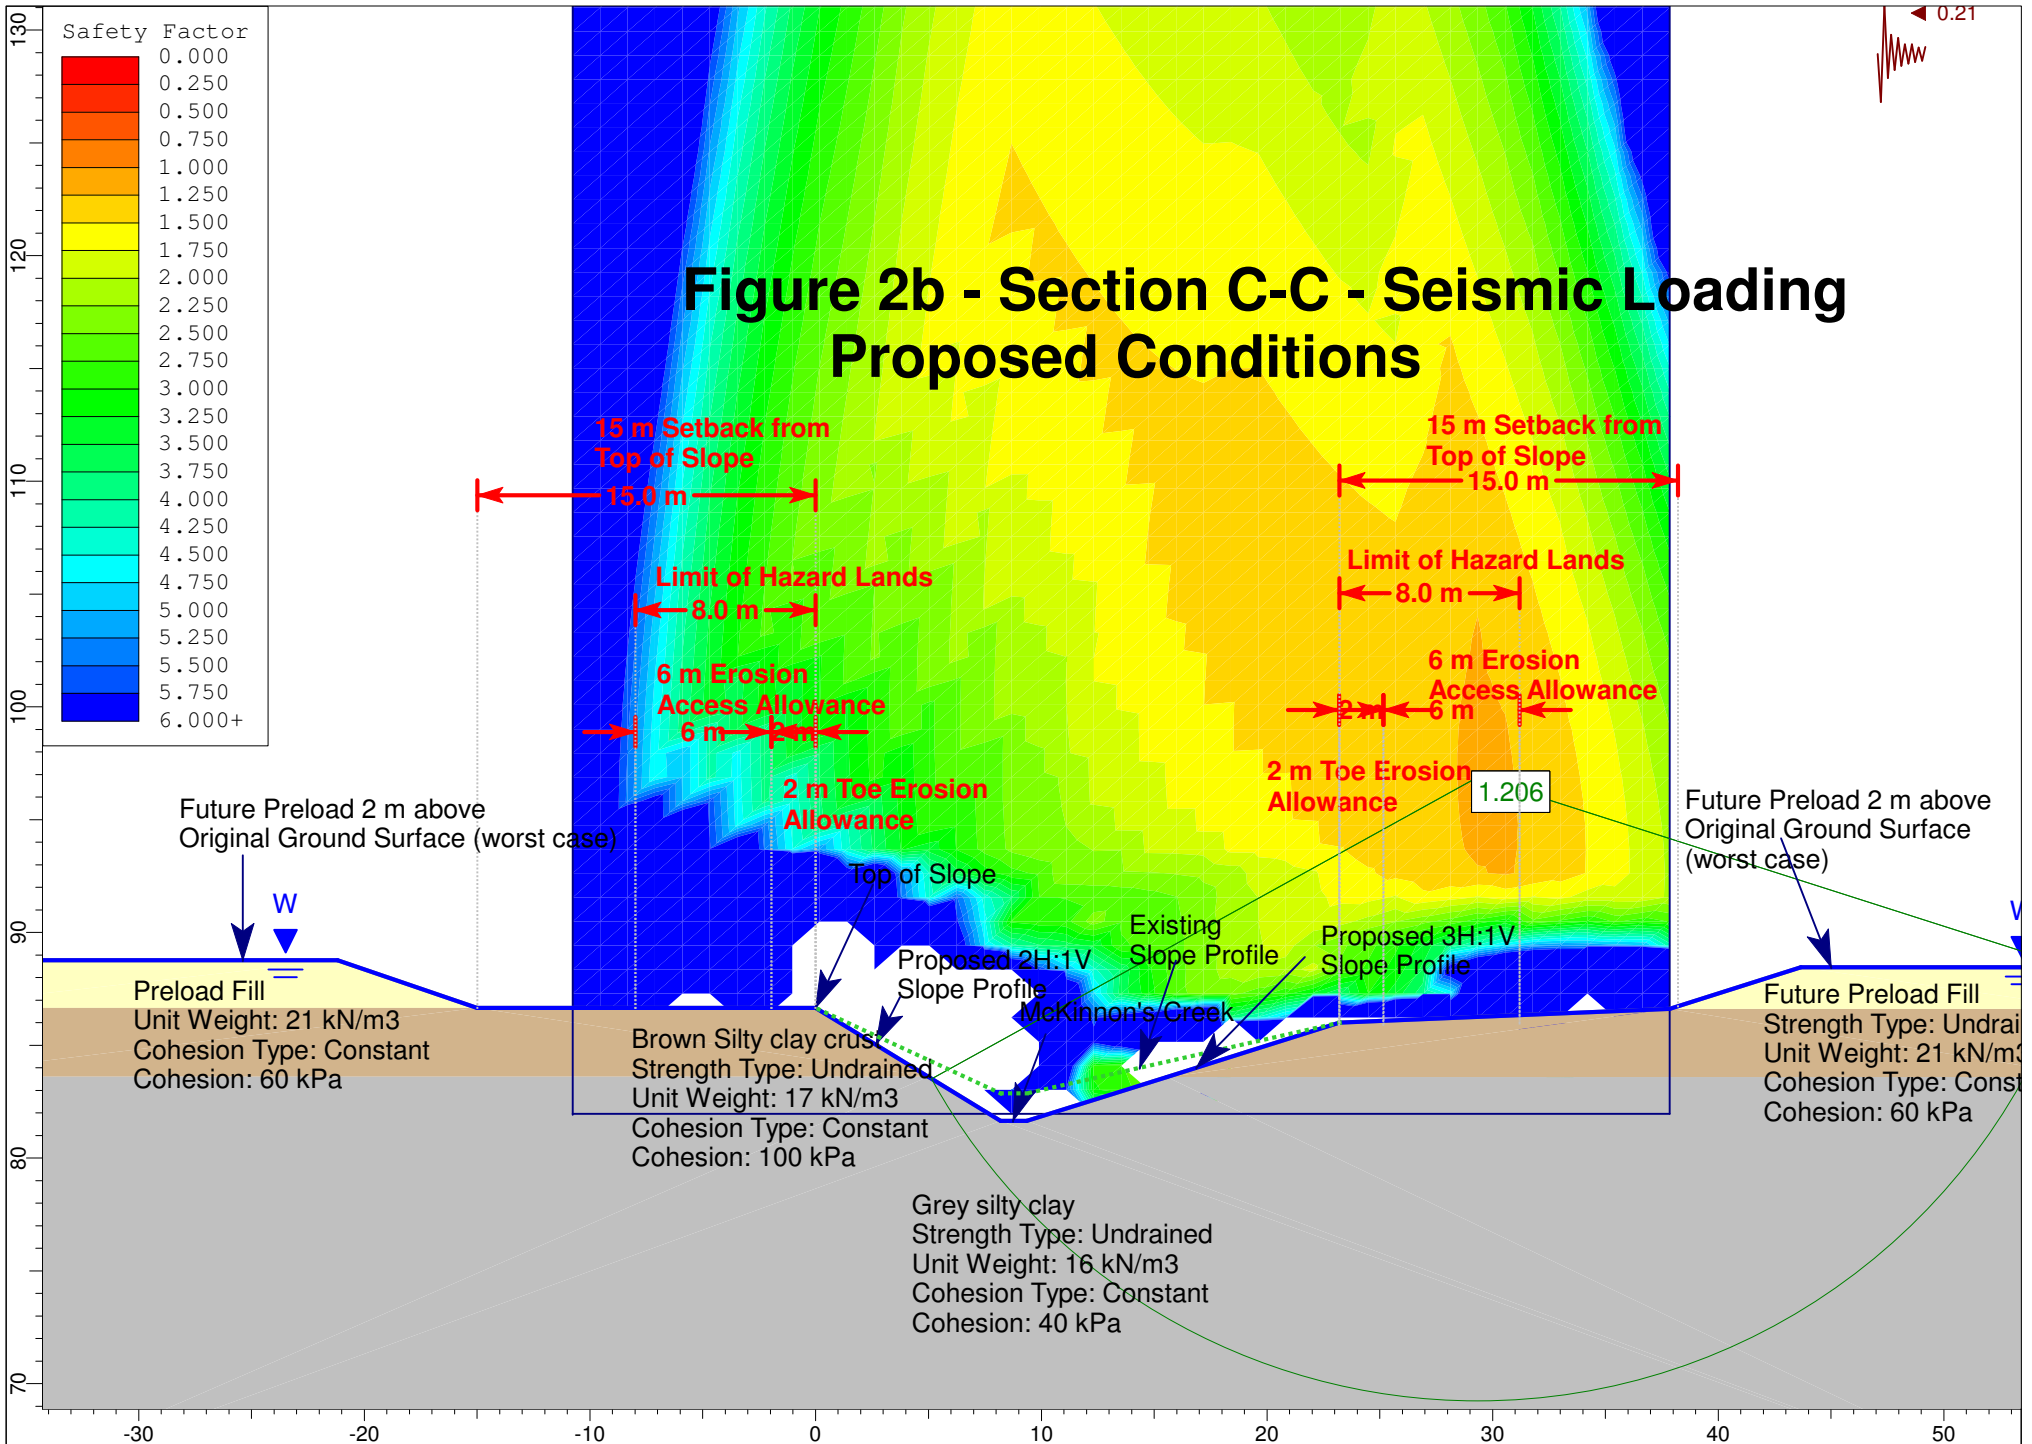 Safety Factor
0.000
0.250
0.500
0.750
1.000
1.250
1.500
1.750
2.000
2.250
2.500
2.750
3.000
3.250
3.500
3.750
4.000
4.250
4.500
4.750
5.000
5.250
5.500
5.750
6.000+
0.21
Figure 2b - Section C-C - Seismic Loading
Proposed Conditions
15 m Setback from
Top of Slope
15.0 m
15 m Setback from
Top of Slope
15.0 m
Limit of Hazard Lands
8.0 m
Limit of Hazard Lands
8.0 m
6 m Erosion
Access Allowance
6 m
2 m
6 m Erosion
Access Allowance
2 m
6 m
2 m Toe Erosion
Allowance
2 m Toe Erosion
Allowance
1.206
Future Preload 2 m above
Original Ground Surface (worst case)
Future Preload 2 m above
Original Ground Surface
(worst case)
W
W
Top of Slope
Existing
Slope Profile
Proposed 2H:1V
Slope Profile
Proposed 3H:1V
Slope Profile
McKinnon's Creek
Preload Fill
Unit Weight: 21 kN/m3
Cohesion Type: Constant
Cohesion: 60 kPa
Brown Silty clay crust
Strength Type: Undrained
Unit Weight: 17 kN/m3
Cohesion Type: Constant
Cohesion: 100 kPa
Future Preload Fill
Strength Type: Undrai
Unit Weight: 21 kN/m3
Cohesion Type: Const
Cohesion: 60 kPa
Grey silty clay
Strength Type: Undrained
Unit Weight: 16 kN/m3
Cohesion Type: Constant
Cohesion: 40 kPa
130
120
110
100
90
80
70
-30
-20
-10
0
10
20
30
40
50